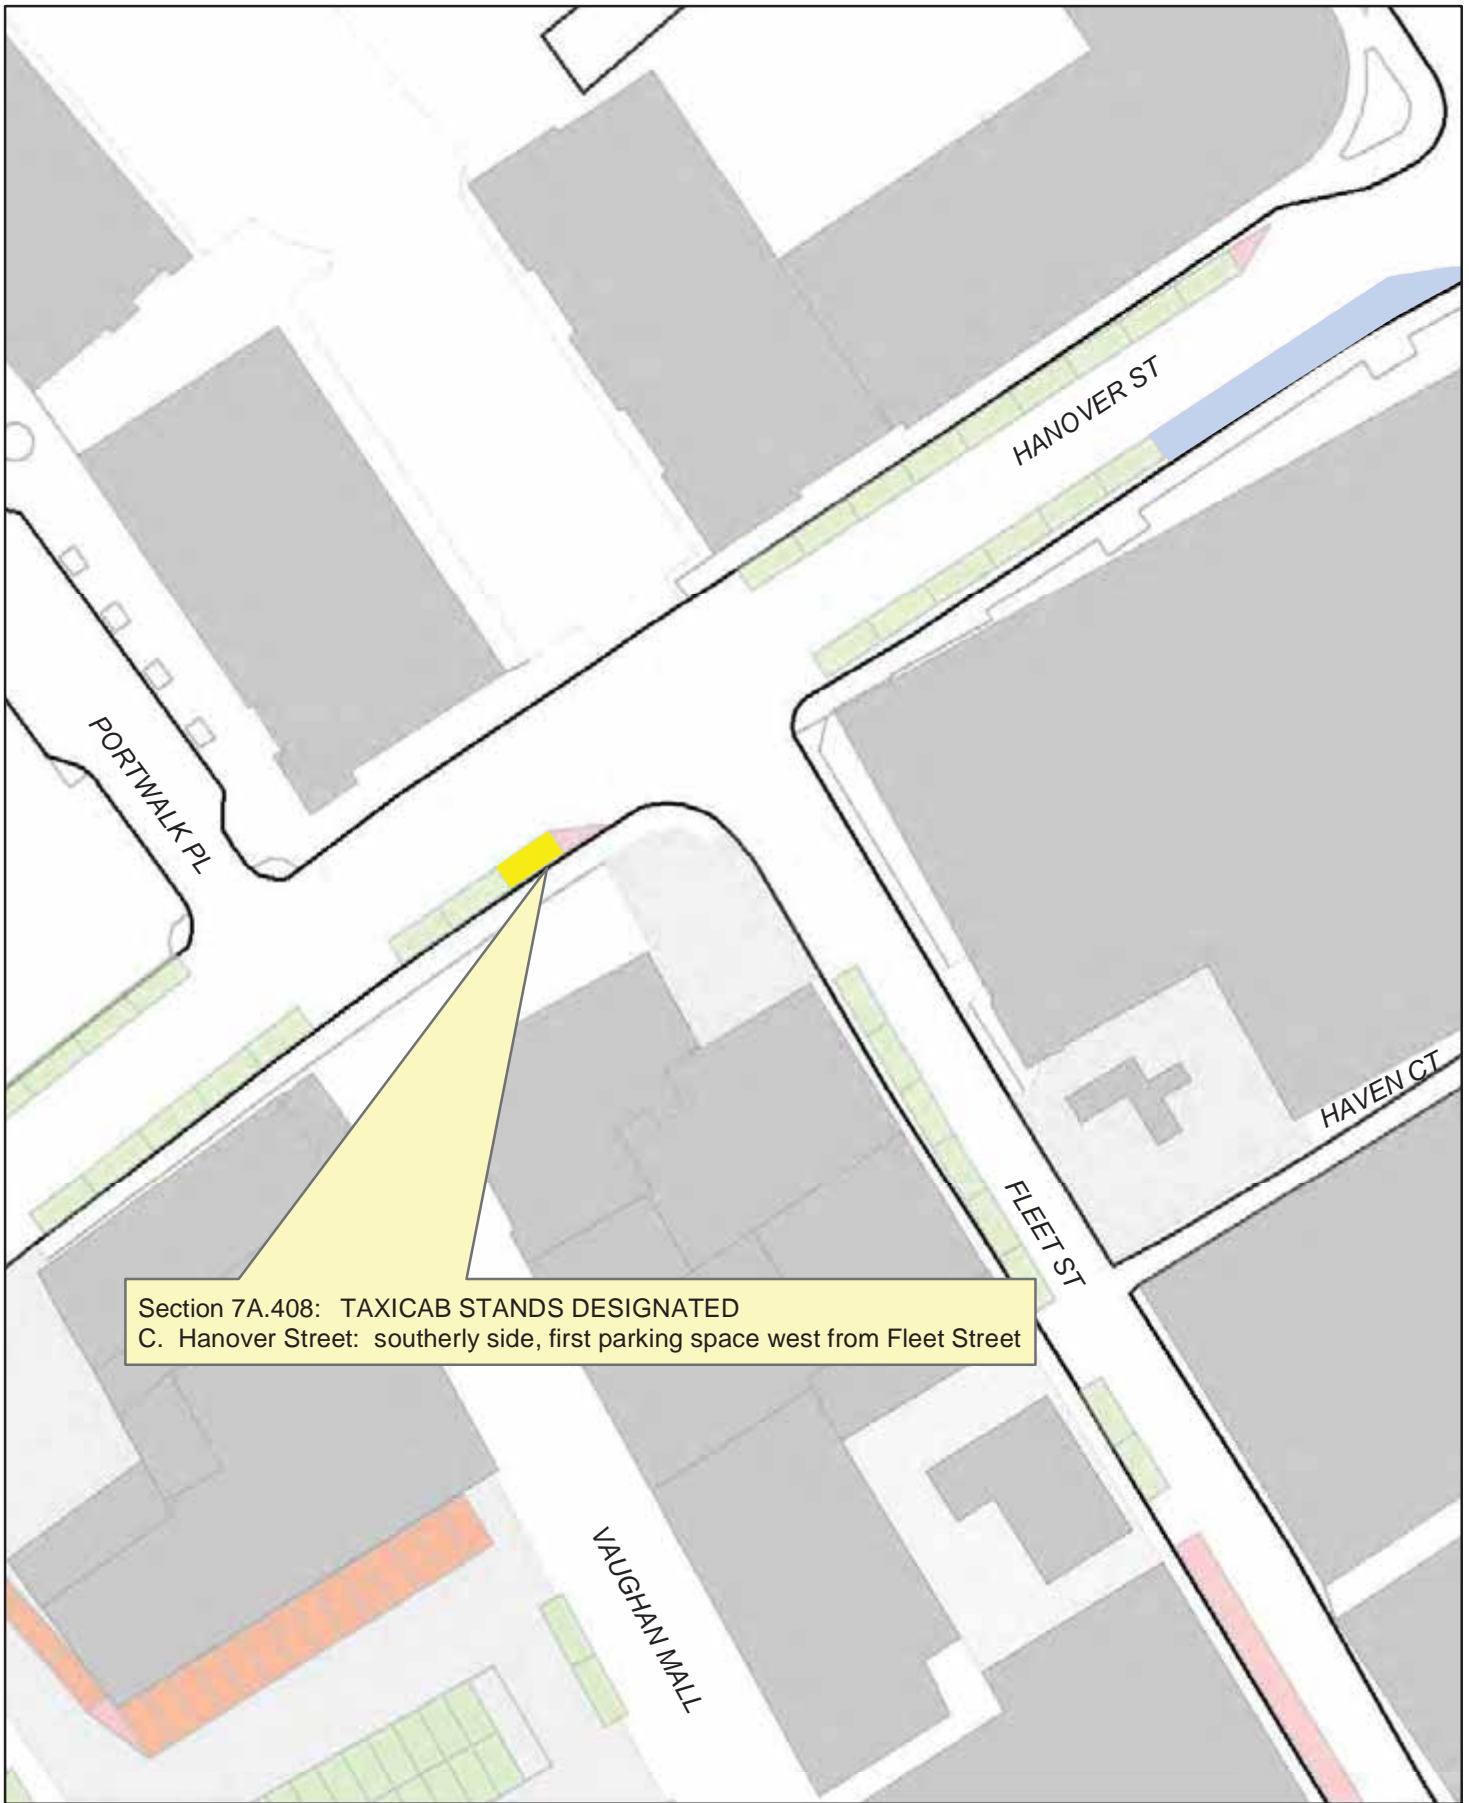 HANOVER ST
PORTWALK PL
HAVEN CT
FLEET ST
Section 7A.408: TAXICAB STANDS DESIGNATED
C. Hanover Street: southerly side, first parking space west from Fleet Street
VAUGHAN MALL